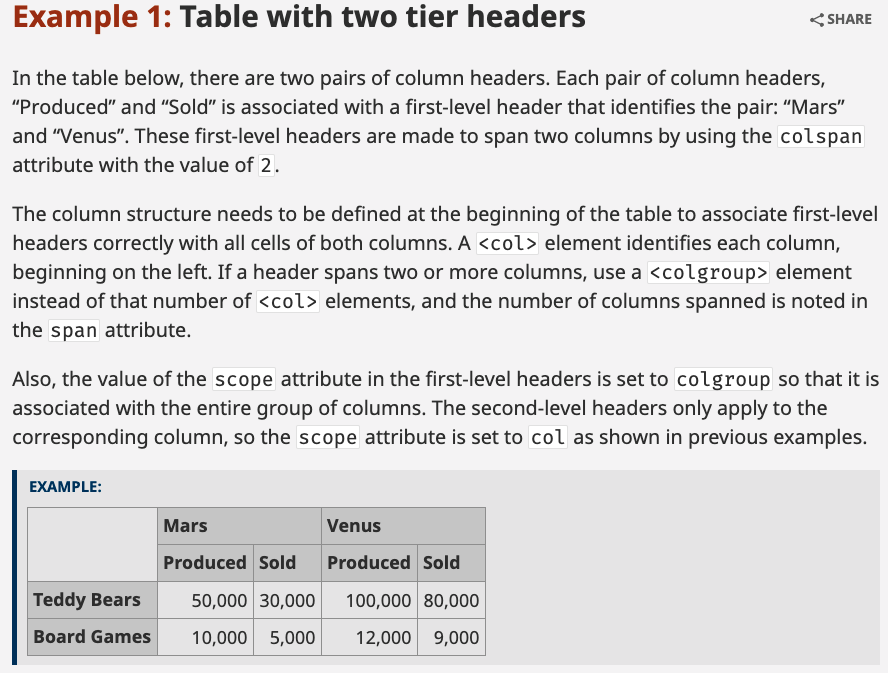 Example 1: Table with two tier headers
SHARE
In the table below, there are two pairs of column headers. Each pair of column headers,
“Produced” and “Sold” is associated with a first-level header that identifies the pair: “Mars”
and “Venus”. These first-level headers are made to span two columns by using the colspan
attribute with the value of 2.
The column structure needs to be defined at the beginning of the table to associate first-level
headers correctly with all cells of both columns. A <col> element identifies each column,
beginning on the left. If a header spans two or more columns, use a <colgroup> element
instead of that number of <col> elements, and the number of columns spanned is noted in
the span attribute.
Also, the value of the scope attribute in the first-level headers is set to colgroup so that it is
associated with the entire group of columns. The second-level headers only apply to the
corresponding column, so the scope attribute is set to col as shown in previous examples.
EXAMPLE:
Mars Venus
Produced Sold Produced Sold
Teddy Bears 50,000 30,000 100,000 80,000
Board Games 10,000 5,000 12,000 9,000